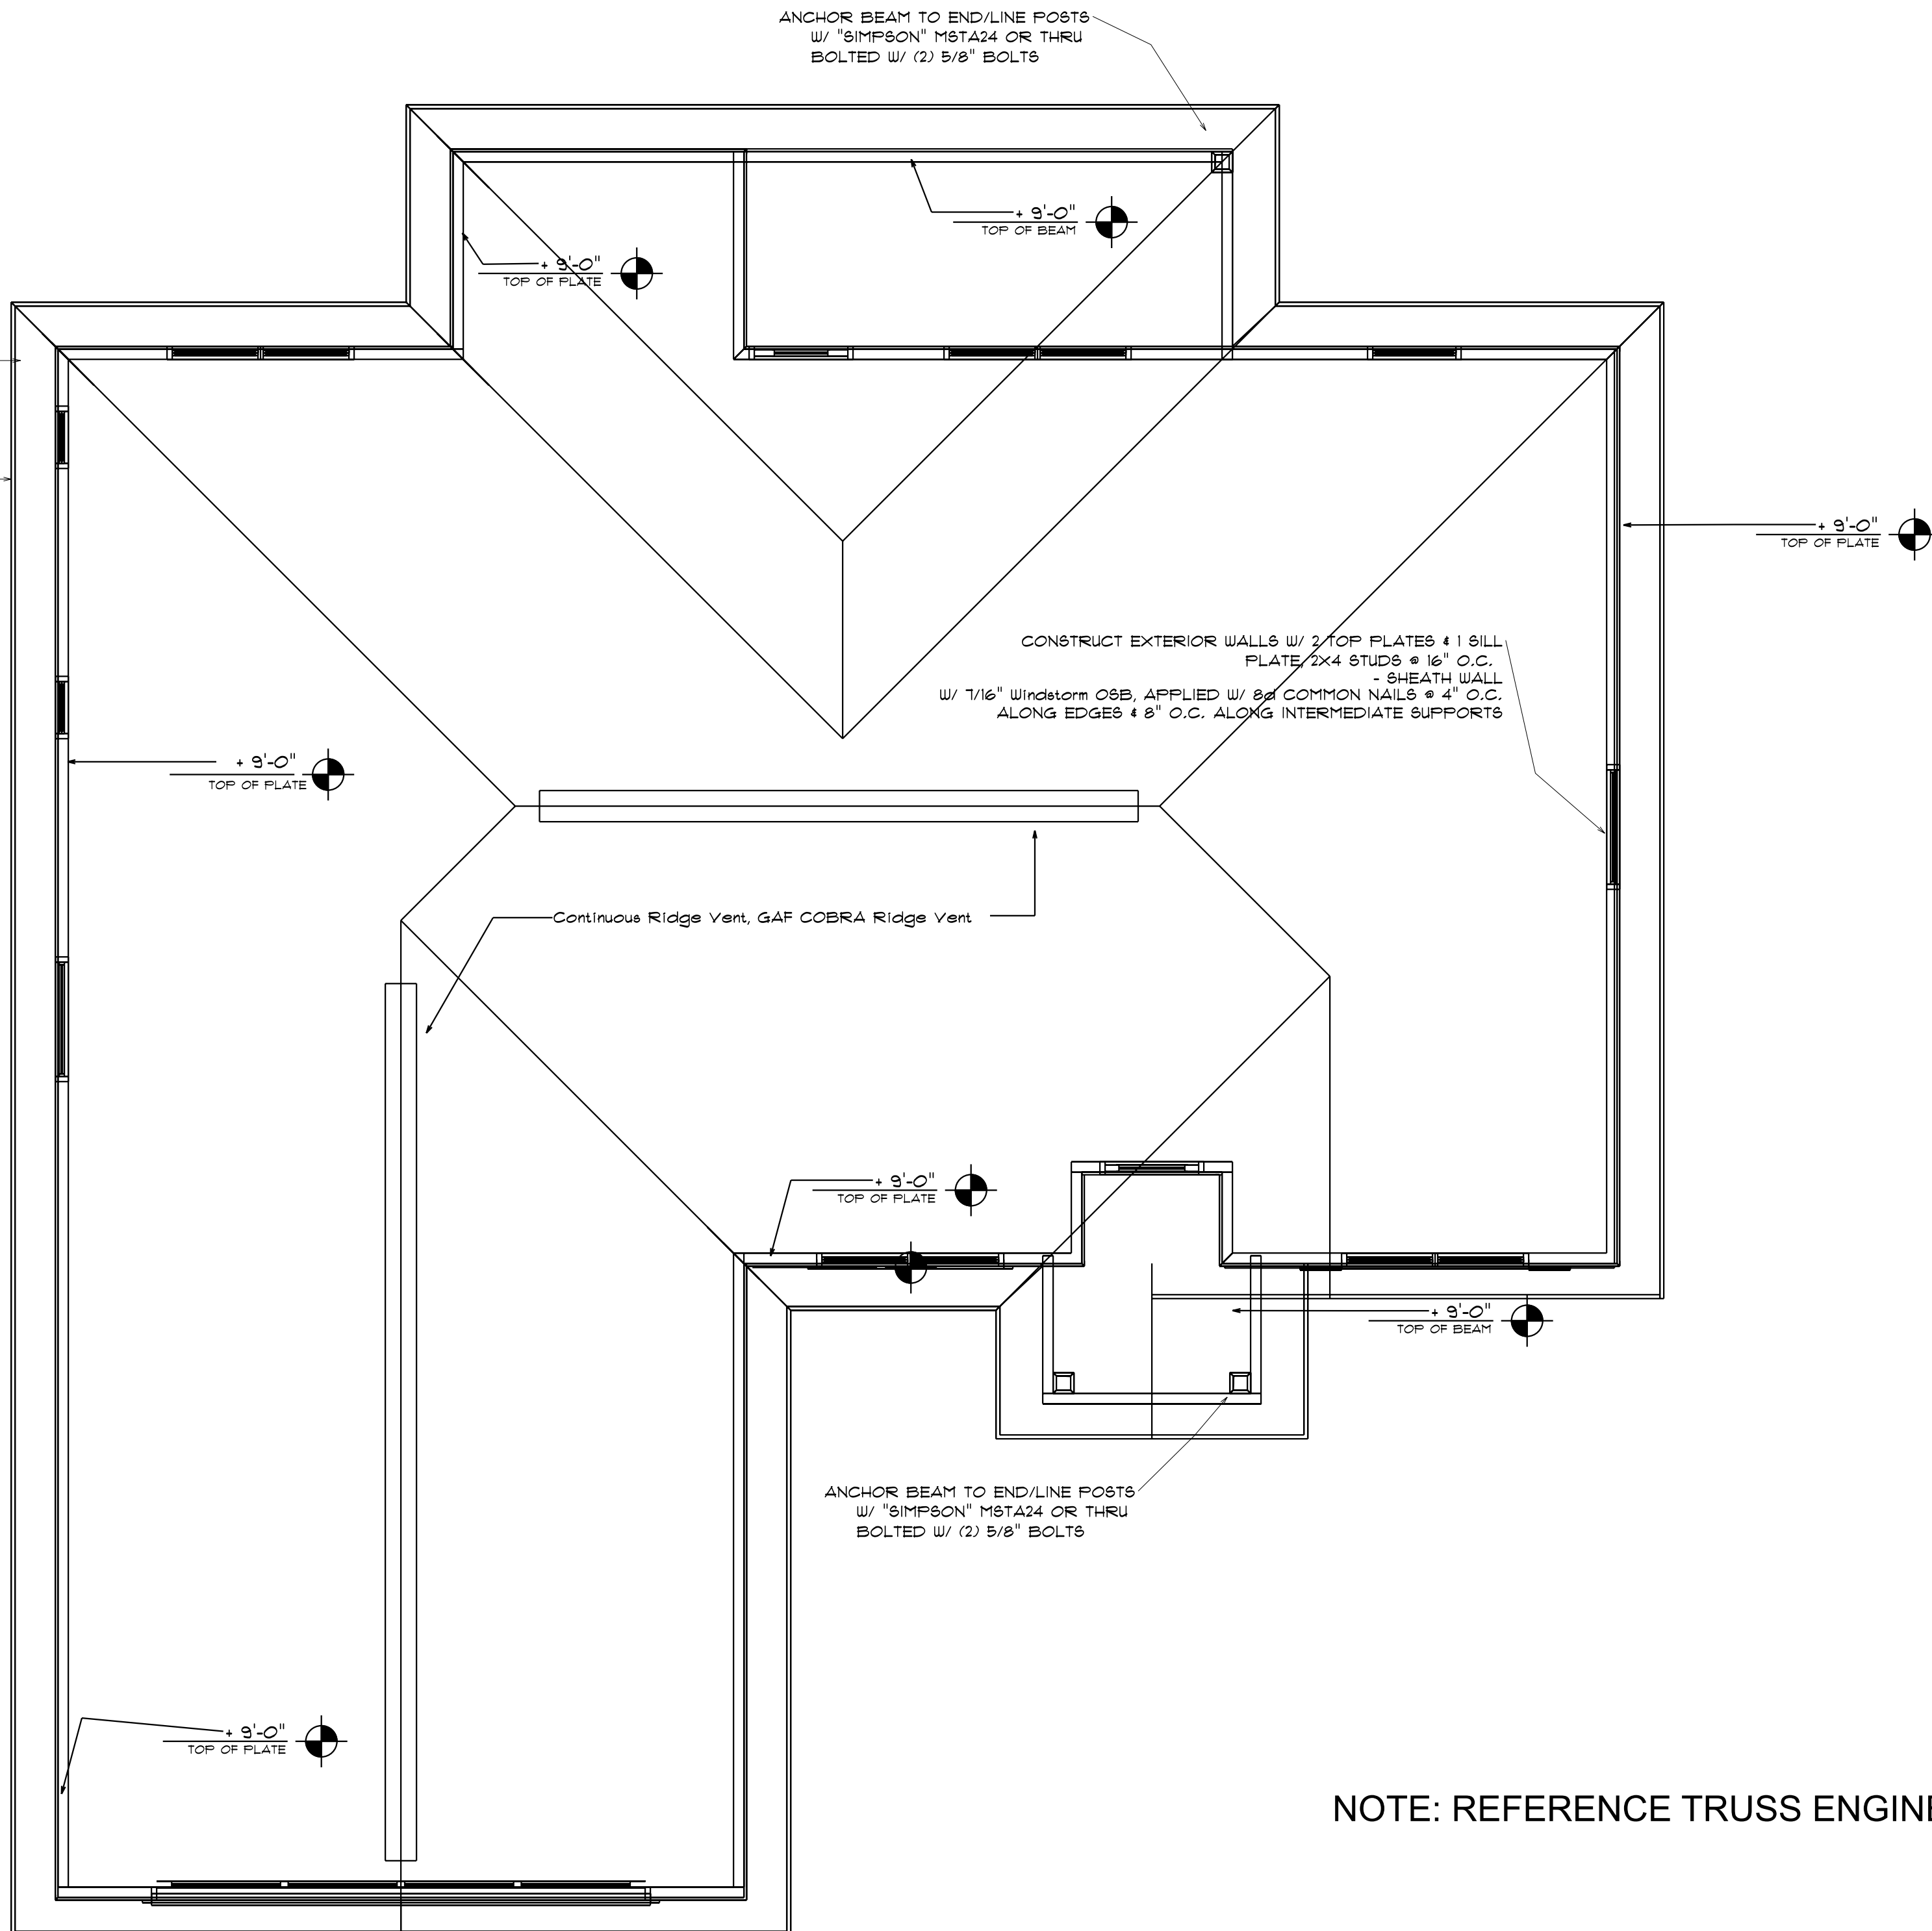 ANCHOR BEAM TO END/LINE POSTS
W/ "SIMPSON" MSTA24 OR THRU
BOLTED W/ (2) 5/8" BOLTS
+ 9'-0"
TOP OF BEAM
+ 9'-0"
TOP OF PLATE
+ 9'-0"
TOP OF PLATE
CONSTRUCT EXTERIOR WALLS W/ 2 TOP PLATES & 1 SILL
PLATE, 2X4 STUDS @ 16" O.C.
- SHEATH WALL
W/ 7/16" Windstorm OSB, APPLIED W/ 8d COMMON NAILS @ 4" O.C.
ALONG EDGES & 8" O.C. ALONG INTERMEDIATE SUPPORTS
+ 9'-0"
TOP OF PLATE
Continuous Ridge Vent, GAF COBRA Ridge Vent
+ 9'-0"
TOP OF PLATE
+ 9'-0"
TOP OF BEAM
ANCHOR BEAM TO END/LINE POSTS
W/ "SIMPSON" MSTA24 OR THRU
BOLTED W/ (2) 5/8" BOLTS
+ 9'-0"
TOP OF PLATE
NOTE: REFERENCE TRUSS